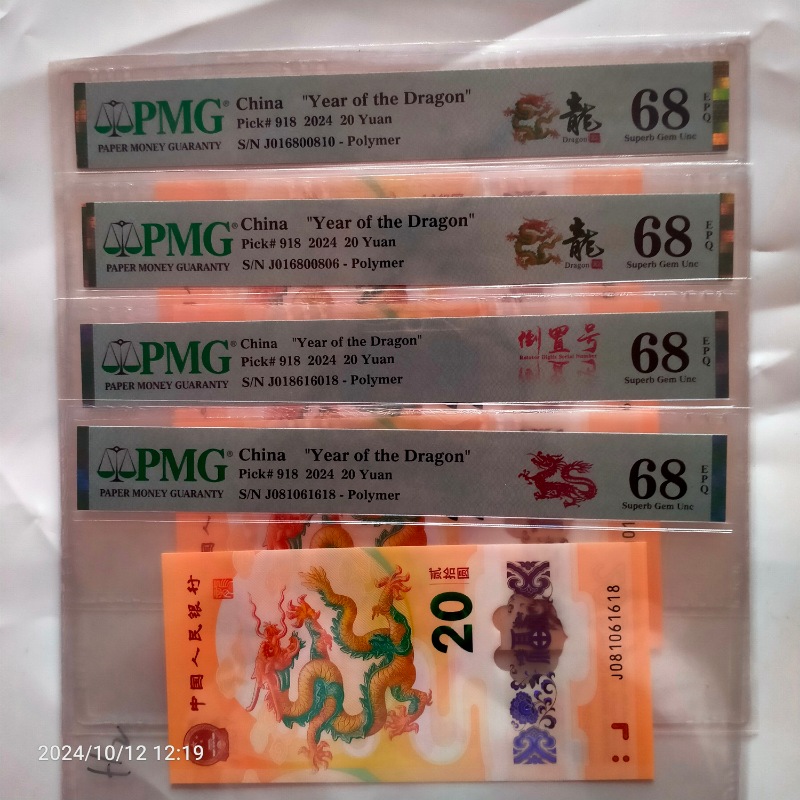 PMG® China "Year of the Dragon"
Pick# 918 2024 20 Yuan
PAPER MONEY GUARANTY S/N J016800810 - Polymer
龍
Dragon
68
EPQ
Superb Gem Unc
PMG® China "Year of the Dragon"
Pick# 918 2024 20 Yuan
PAPER MONEY GUARANTY S/N J016800806 - Polymer
龍
Dragon
68
EPQ
Superb Gem Unc
PMG® China "Year of the Dragon"
Pick# 918 2024 20 Yuan
PAPER MONEY GUARANTY S/N J018616018 - Polymer
倒置号
68
EPQ
Superb Gem Unc
PMG® China "Year of the Dragon"
Pick# 918 2024 20 Yuan
PAPER MONEY GUARANTY S/N J081061618 - Polymer
68
EPQ
Superb Gem Unc
中国人民银行
贰拾圆
20
J081061618
2024/10/12 12:19